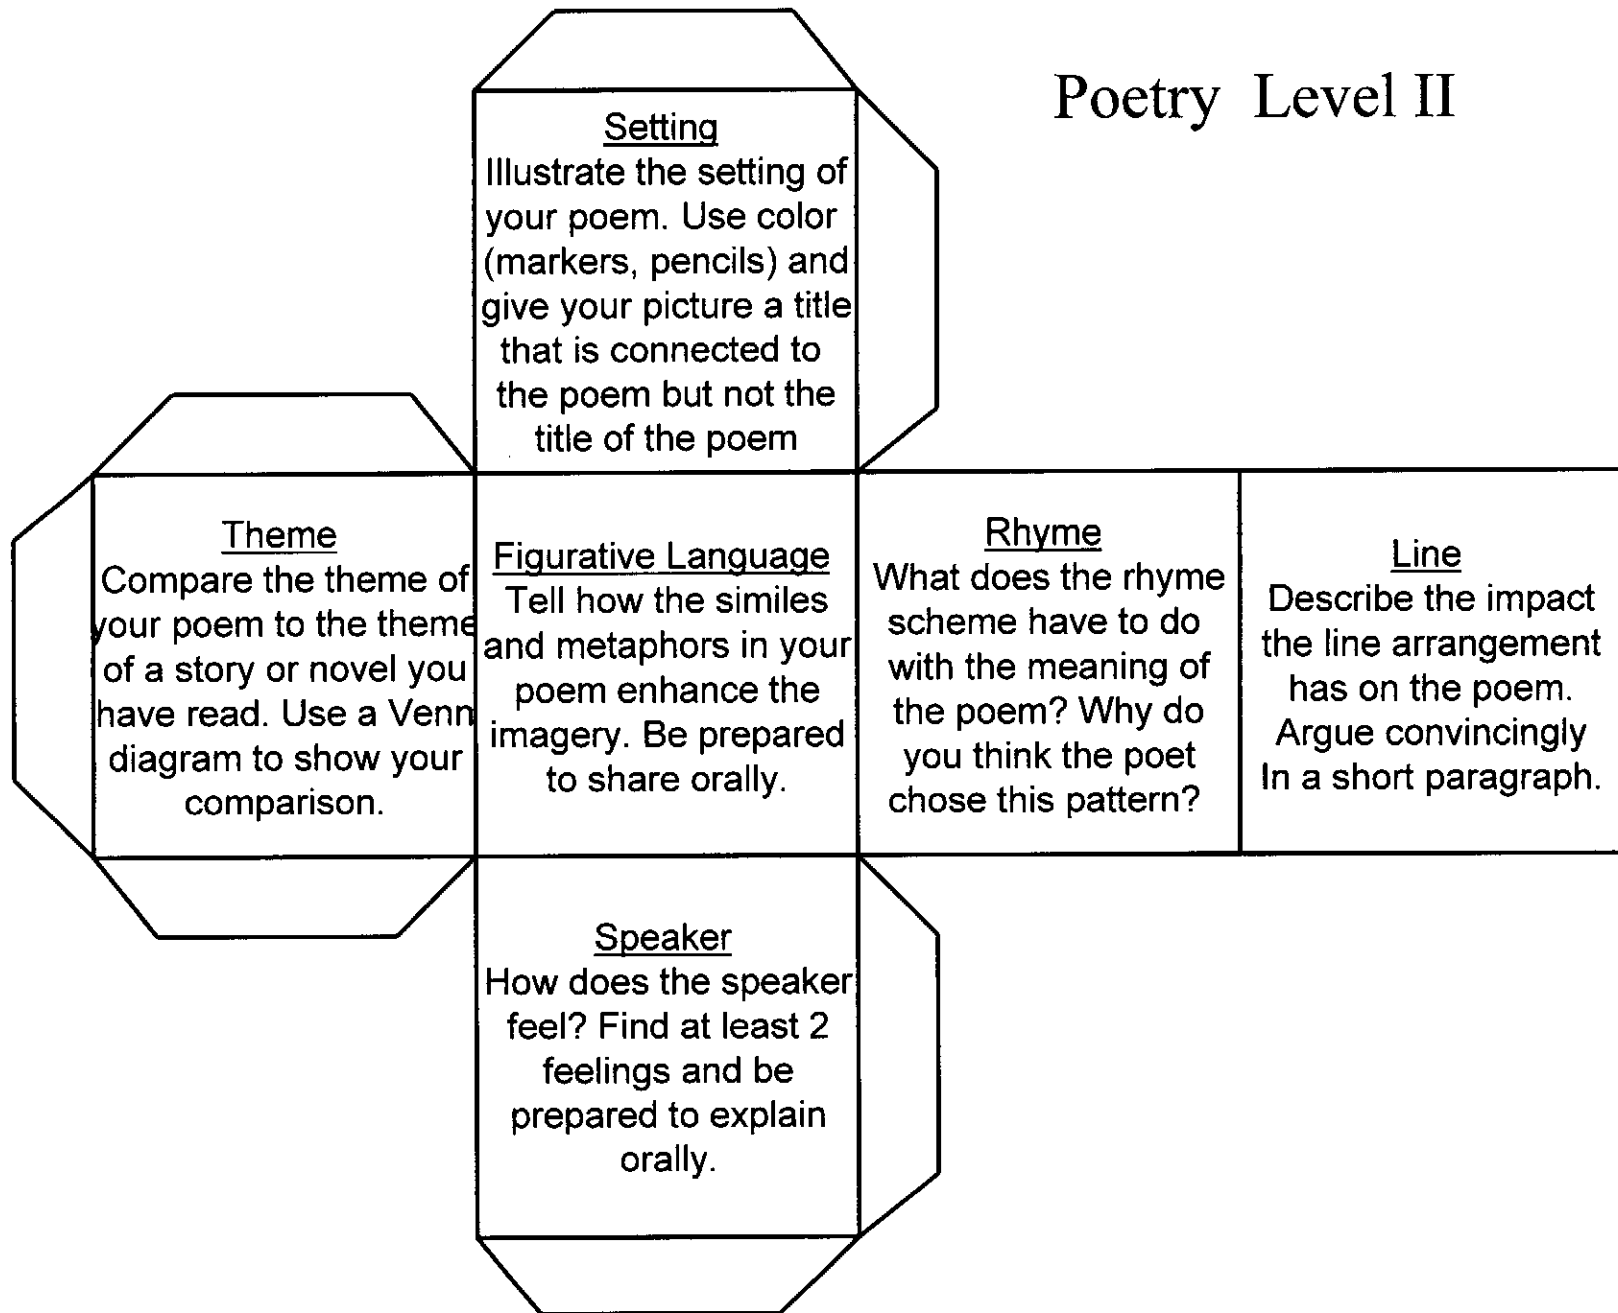 Poetry Level II
Setting
Illustrate the setting of
your poem. Use color
(markers, pencils) and
give your picture a title
that is connected to
the poem but not the
title of the poem
Theme
Compare the theme of
your poem to the theme
of a story or novel you
have read. Use a Venn
diagram to show your
comparison.
Figurative Language
Tell how the similes
and metaphors in your
poem enhance the
imagery. Be prepared
to share orally.
Rhyme
What does the rhyme
scheme have to do
with the meaning of
the poem? Why do
you think the poet
chose this pattern?
Line
Describe the impact
the line arrangement
has on the poem.
Argue convincingly
In a short paragraph.
Speaker
How does the speaker
feel? Find at least 2
feelings and be
prepared to explain
orally.